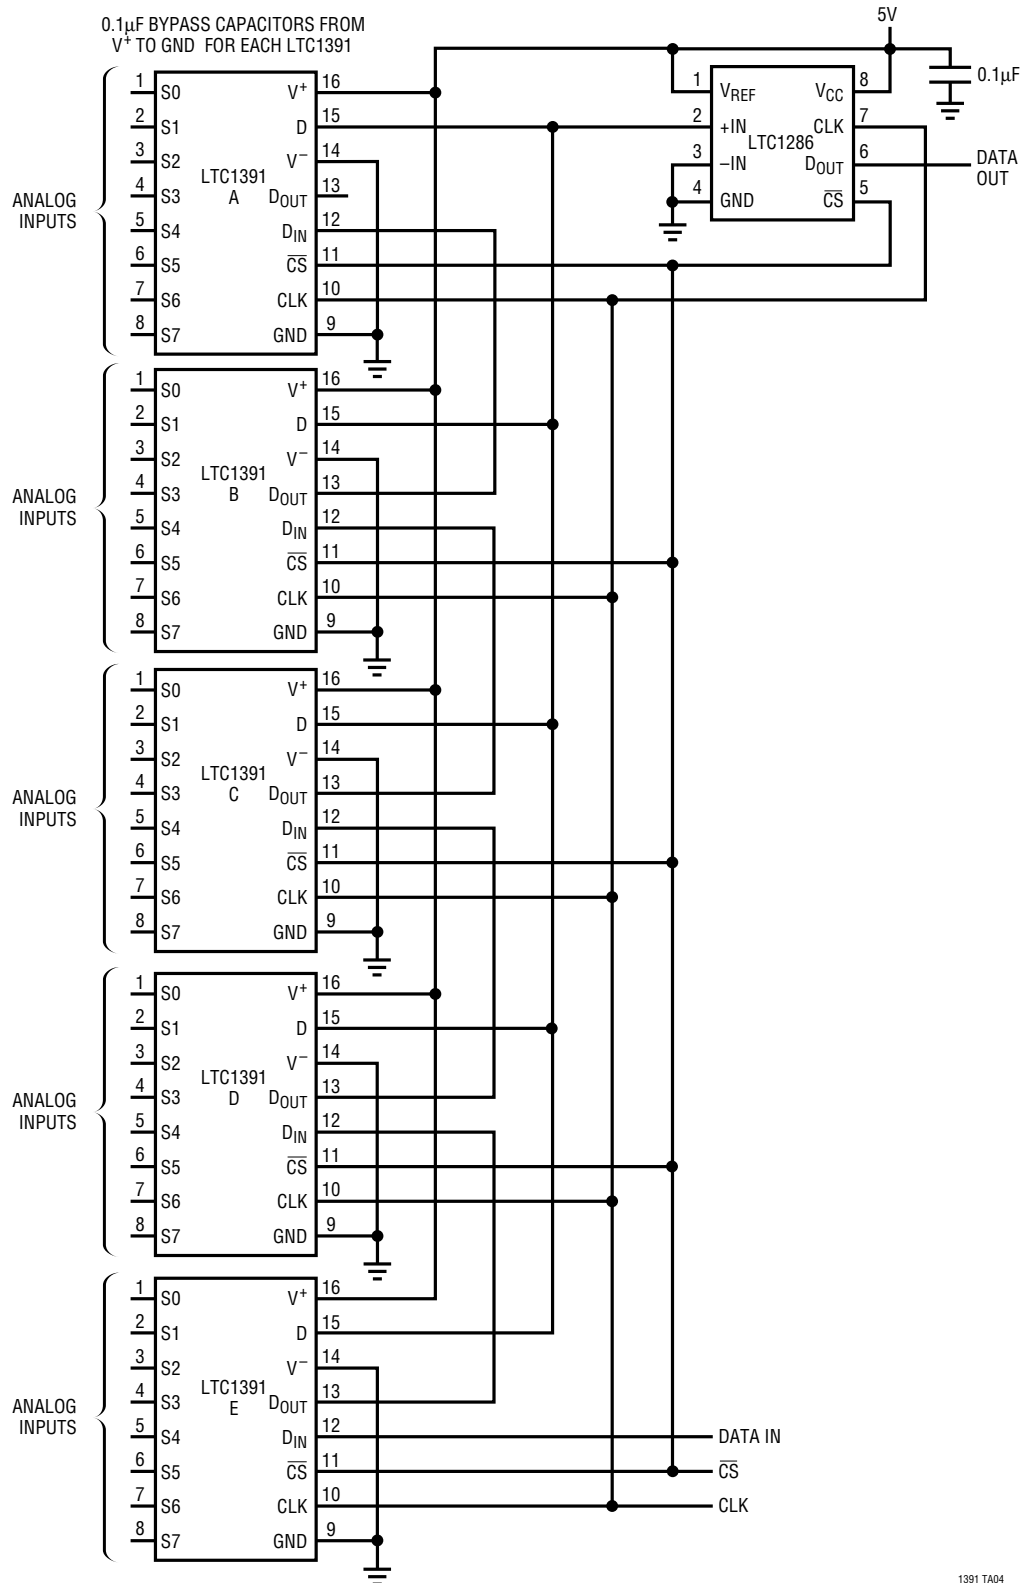 0.1µF BYPASS CAPACITORS FROM
V+ TO GND FOR EACH LTC1391
5V
0.1µF
1 VREF VCC 8
2 +IN CLK 7
LTC1286
3 –IN DOUT 6
4 GND CS 5
DATA
OUT
ANALOG
INPUTS
LTC1391
A
1 S0 V+ 16
2 S1 D 15
3 S2 V– 14
4 S3 DOUT 13
5 S4 DIN 12
6 S5 CS 11
7 S6 CLK 10
8 S7 GND 9
ANALOG
INPUTS
LTC1391
B
1 S0 V+ 16
2 S1 D 15
3 S2 V– 14
4 S3 DOUT 13
5 S4 DIN 12
6 S5 CS 11
7 S6 CLK 10
8 S7 GND 9
ANALOG
INPUTS
LTC1391
C
1 S0 V+ 16
2 S1 D 15
3 S2 V– 14
4 S3 DOUT 13
5 S4 DIN 12
6 S5 CS 11
7 S6 CLK 10
8 S7 GND 9
ANALOG
INPUTS
LTC1391
D
1 S0 V+ 16
2 S1 D 15
3 S2 V– 14
4 S3 DOUT 13
5 S4 DIN 12
6 S5 CS 11
7 S6 CLK 10
8 S7 GND 9
ANALOG
INPUTS
LTC1391
E
1 S0 V+ 16
2 S1 D 15
3 S2 V– 14
4 S3 DOUT 13
5 S4 DIN 12
6 S5 CS 11
7 S6 CLK 10
8 S7 GND 9
DATA IN
CS
CLK
1391 TA04